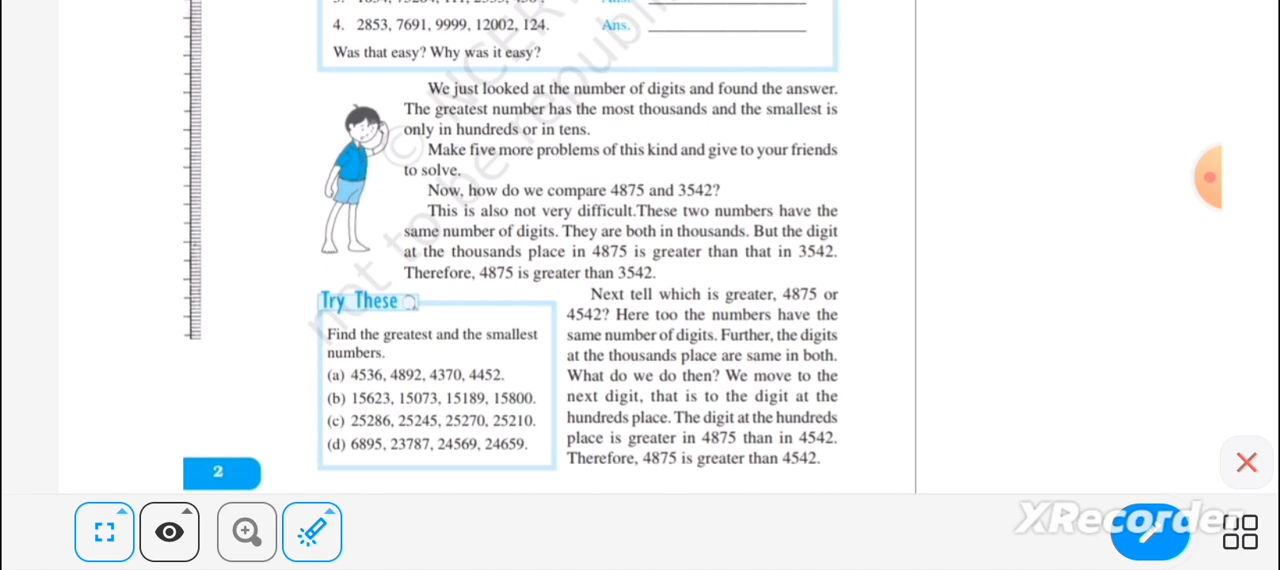 4. 2853, 7691, 9999, 12002, 124. Ans.
Was that easy? Why was it easy?
We just looked at the number of digits and found the answer.
The greatest number has the most thousands and the smallest is
only in hundreds or in tens.
Make five more problems of this kind and give to your friends
to solve.
Now, how do we compare 4875 and 3542?
This is also not very difficult.These two numbers have the
same number of digits. They are both in thousands. But the digit
at the thousands place in 4875 is greater than that in 3542.
Therefore, 4875 is greater than 3542.
Try These
Find the greatest and the smallest
numbers.
(a) 4536, 4892, 4370, 4452.
(b) 15623, 15073, 15189, 15800.
(c) 25286, 25245, 25270, 25210.
(d) 6895, 23787, 24569, 24659.
Next tell which is greater, 4875 or
4542? Here too the numbers have the
same number of digits. Further, the digits
at the thousands place are same in both.
What do we do then? We move to the
next digit, that is to the digit at the
hundreds place. The digit at the hundreds
place is greater in 4875 than in 4542.
Therefore, 4875 is greater than 4542.
2
XRecorder